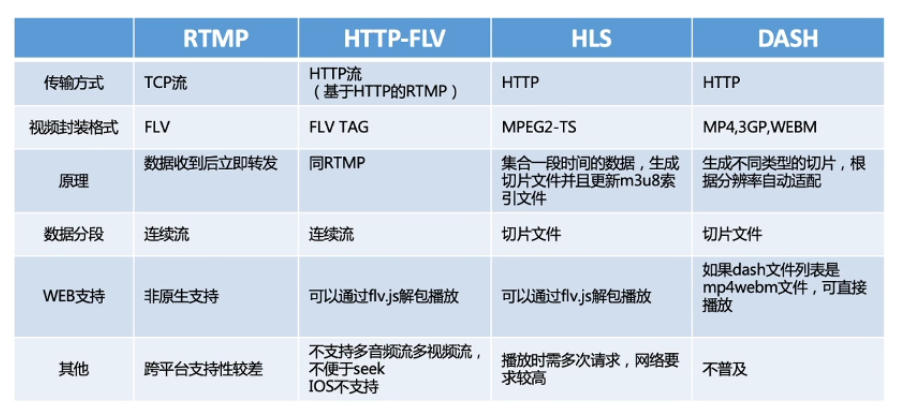 RTMP HTTP-FLV HLS DASH
传输方式 TCP流 HTTP流
（基于HTTP的RTMP） HTTP HTTP
视频封装格式 FLV FLV TAG MPEG2-TS MP4,3GP,WEBM
原理 数据收到后立即转发 同RTMP 集合一段时间的数据，生成
切片文件并且更新m3u8索
引文件 生成不同类型的切片，根
据分辨率自动适配
数据分段 连续流 连续流 切片文件 切片文件
WEB支持 非原生支持 可以通过flv.js解包播放 可以通过flv.js解包播放 如果dash文件列表是
mp4webm文件，可直接
播放
其他 跨平台支持性较差 不支持多音频流多视频流，
不便于seek
IOS不支持 播放时需多次请求，网络要
求较高 不普及